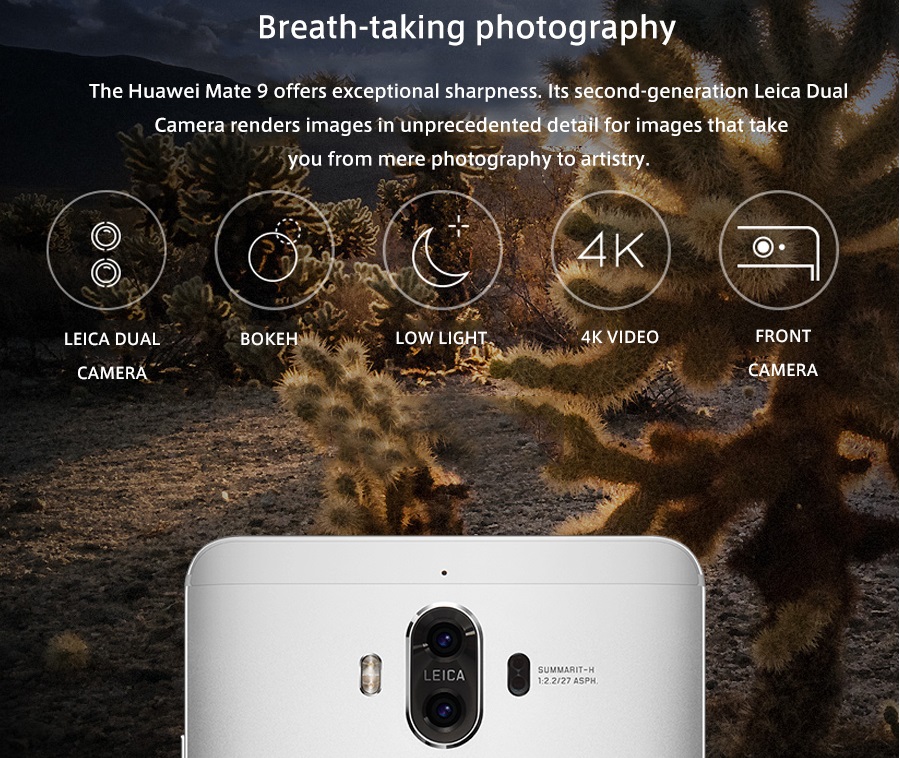 Breath-taking photography
The Huawei Mate 9 offers exceptional sharpness. Its second-generation Leica Dual
Camera renders images in unprecedented detail for images that take
you from mere photography to artistry.
4K
LEICA DUAL
CAMERA
BOKEH
LOW LIGHT
4K VIDEO
FRONT
CAMERA
LEICA
SUMMARIT-H
1:2.2/27 ASPH.